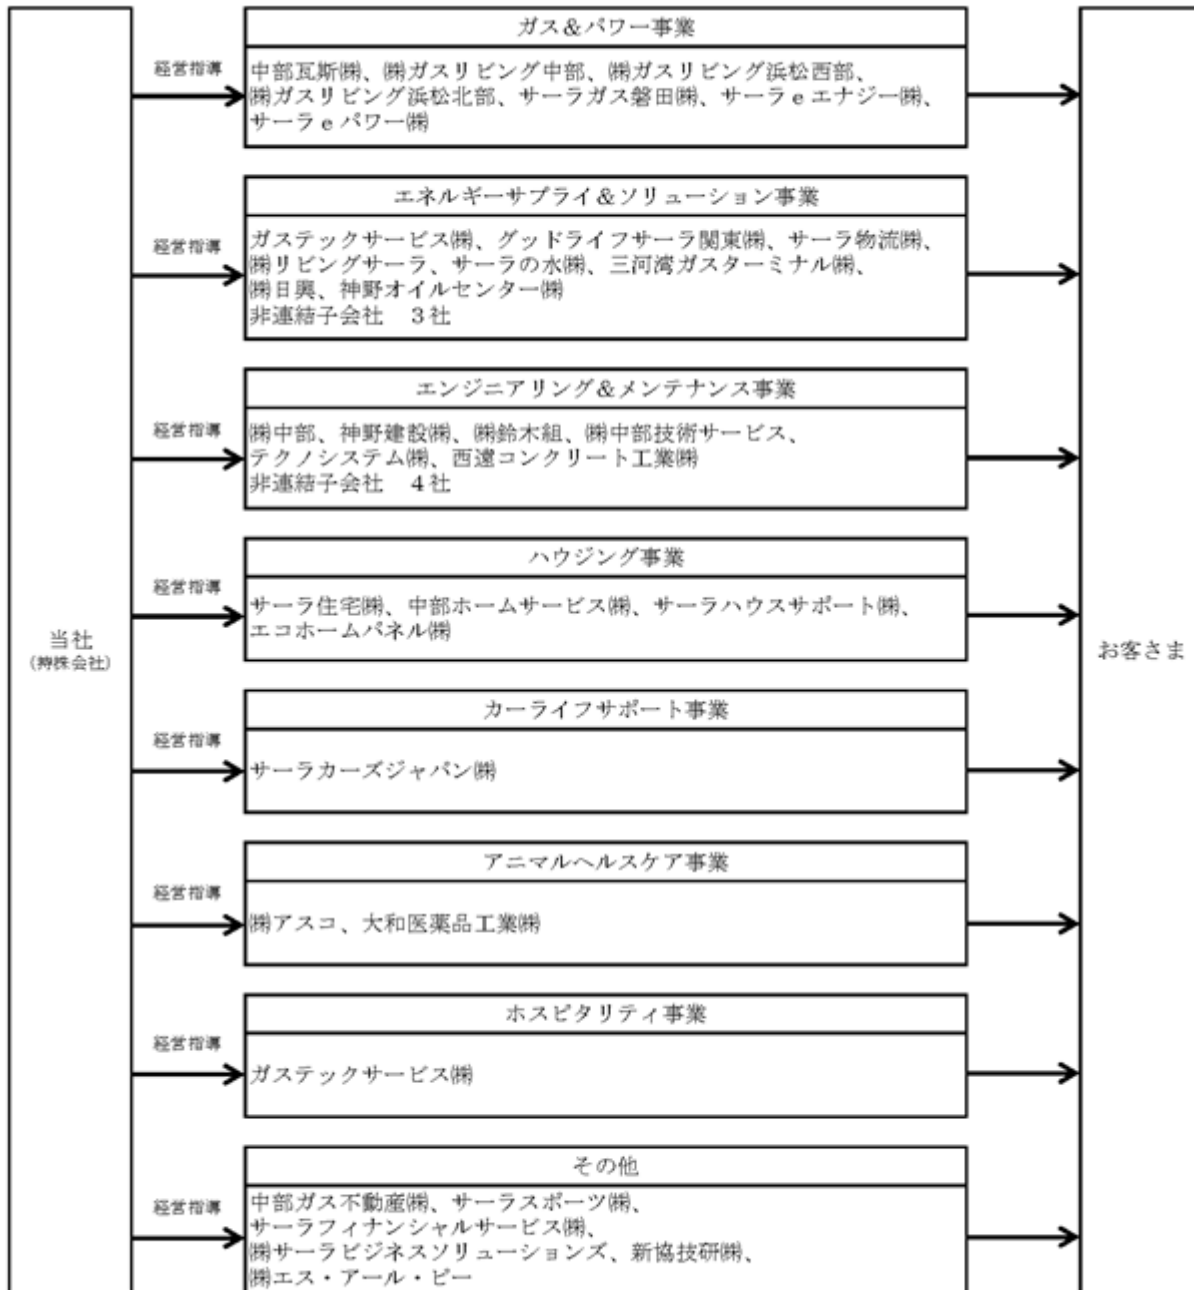 ガス＆パワー事業
経営指導
中部瓦斯㈱、㈱ガスリビング中部、㈱ガスリビング浜松西部、
㈱ガスリビング浜松北部、サーラガス磐田㈱、サーラｅエナジー㈱、
サーラｅパワー㈱
エネルギーサプライ＆ソリューション事業
経営指導
ガステックサービス㈱、グッドライフサーラ関東㈱、サーラ物流㈱、
㈱リビングサーラ、サーラの水㈱、三河湾ガスターミナル㈱、
㈱日興、神野オイルセンター㈱
非連結子会社　３社
エンジニアリング＆メンテナンス事業
経営指導
㈱中部、神野建設㈱、㈱鈴木組、㈱中部技術サービス、
テクノシステム㈱、西遠コンクリート工業㈱
非連結子会社　４社
ハウジング事業
経営指導
サーラ住宅㈱、中部ホームサービス㈱、サーラハウスサポート㈱、
エコホームパネル㈱
当社
（持株会社）
お客さま
カーライフサポート事業
経営指導
サーラカーズジャパン㈱
アニマルヘルスケア事業
経営指導
㈱アスコ、大和医薬品工業㈱
ホスピタリティ事業
経営指導
ガステックサービス㈱
その他
経営指導
中部ガス不動産㈱、サーラスポーツ㈱、
サーラフィナンシャルサービス㈱、
㈱サーラビジネスソリューションズ、新協技研㈱、
㈱エス・アール・ピー